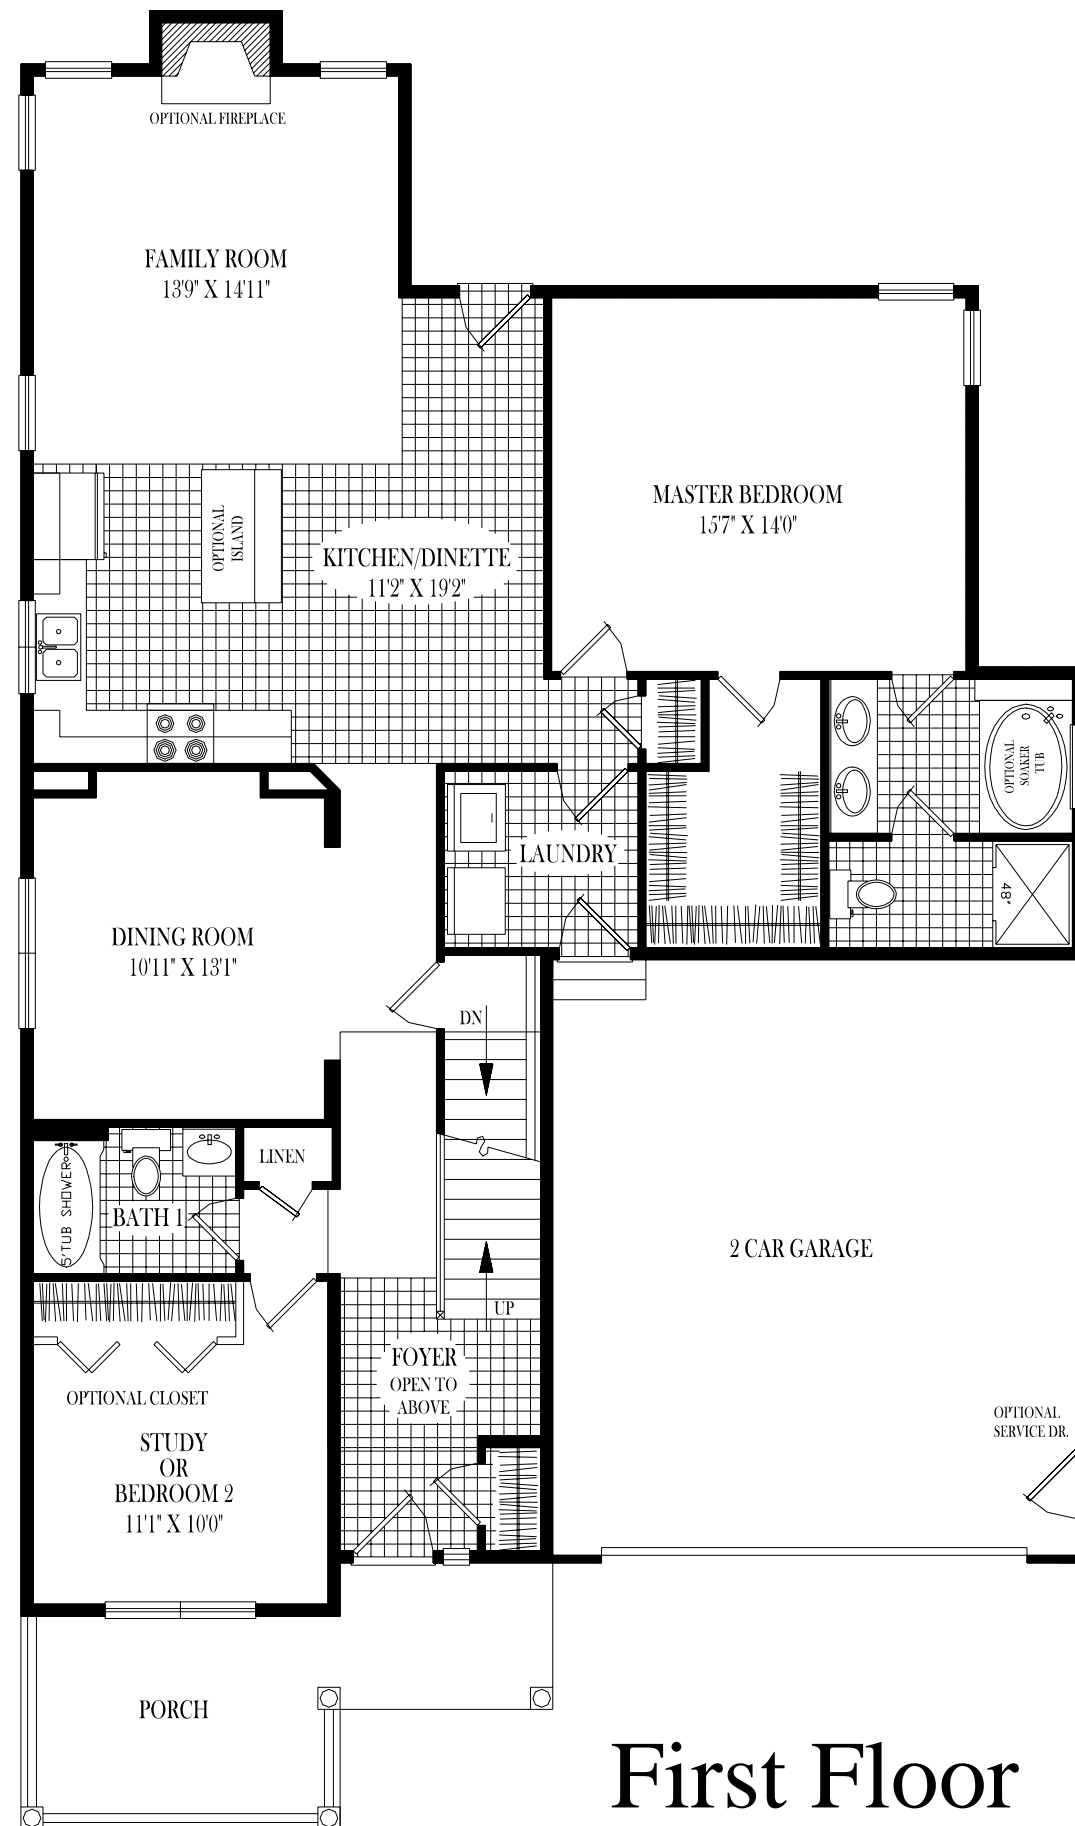 OPTIONAL FIREPLACE
FAMILY ROOM
13'9" X 14'11"
MASTER BEDROOM
15'7" X 14'0"
OPTIONAL
ISLAND
KITCHEN/DINETTE
11'2" X 19'2"
OPTIONAL
SOAKER
TUB
LAUNDRY
48"
DINING ROOM
10'11" X 13'1"
DN
LINEN
5'TUB SHOWER
BATH 1
2 CAR GARAGE
UP
FOYER
OPEN TO
ABOVE
OPTIONAL CLOSET
OPTIONAL
SERVICE DR.
STUDY
OR
BEDROOM 2
11'1" X 10'0"
PORCH
First Floor